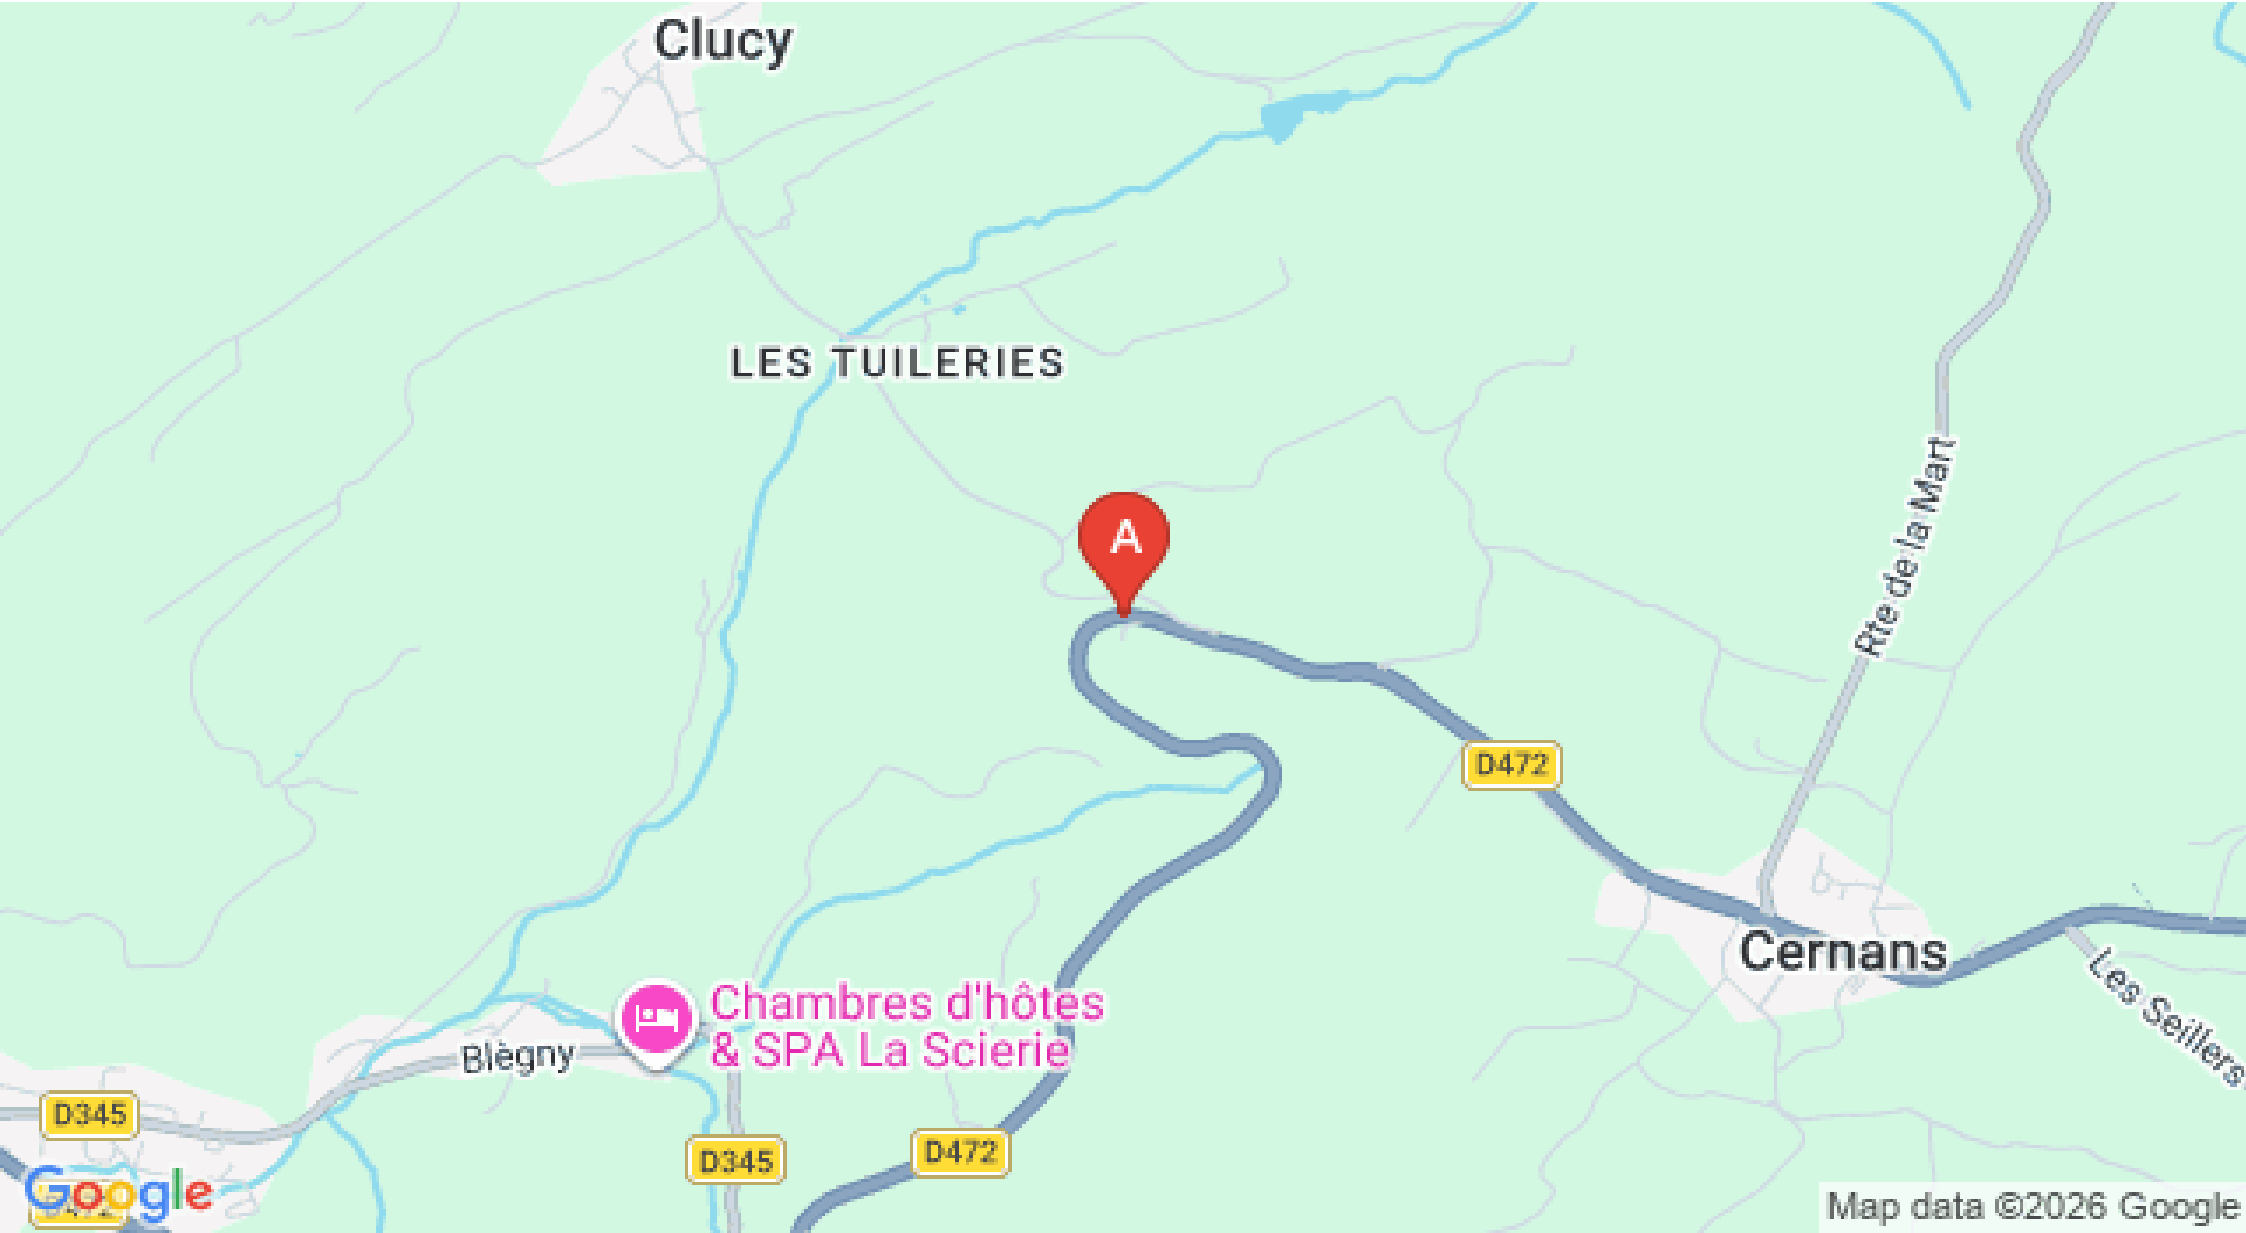 Clucy
LES TUILERIES
A
Rte de la Mart
D472
Cernans
Les Seillers
Chambres d'hôtes
& SPA La Scierie
Blègny
D345
D345
D472
Google
D472
Map data ©2026 Google